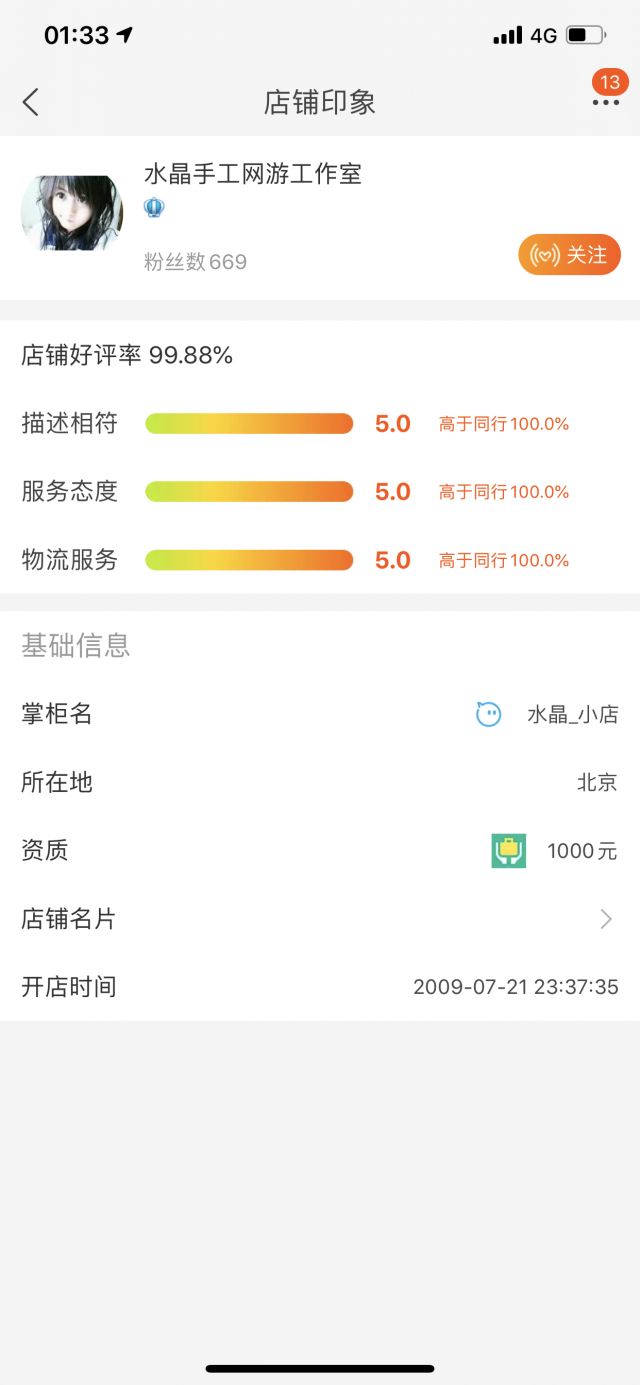 01:33
4G
店铺印象
13
水晶手工网游工作室
粉丝数669
关注
店铺好评率 99.88%
描述相符 5.0 高于同行100.0%
服务态度 5.0 高于同行100.0%
物流服务 5.0 高于同行100.0%
基础信息
掌柜名 水晶_小店
所在地 北京
资质 1000元
店铺名片
开店时间 2009-07-21 23:37:35